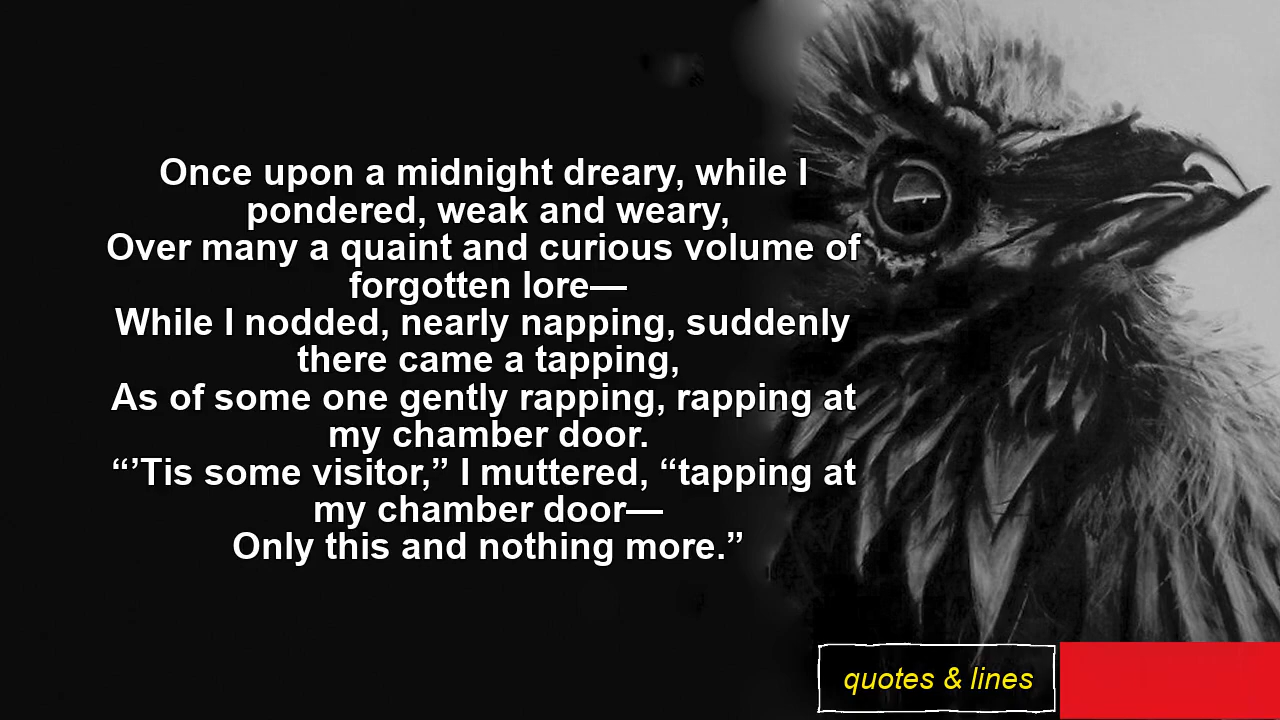 Once upon a midnight dreary, while I
pondered, weak and weary,
Over many a quaint and curious volume of
forgotten lore—
While I nodded, nearly napping, suddenly
there came a tapping,
As of some one gently rapping, rapping at
my chamber door.
“’Tis some visitor,” I muttered, “tapping at
my chamber door—
Only this and nothing more.”
quotes & lines